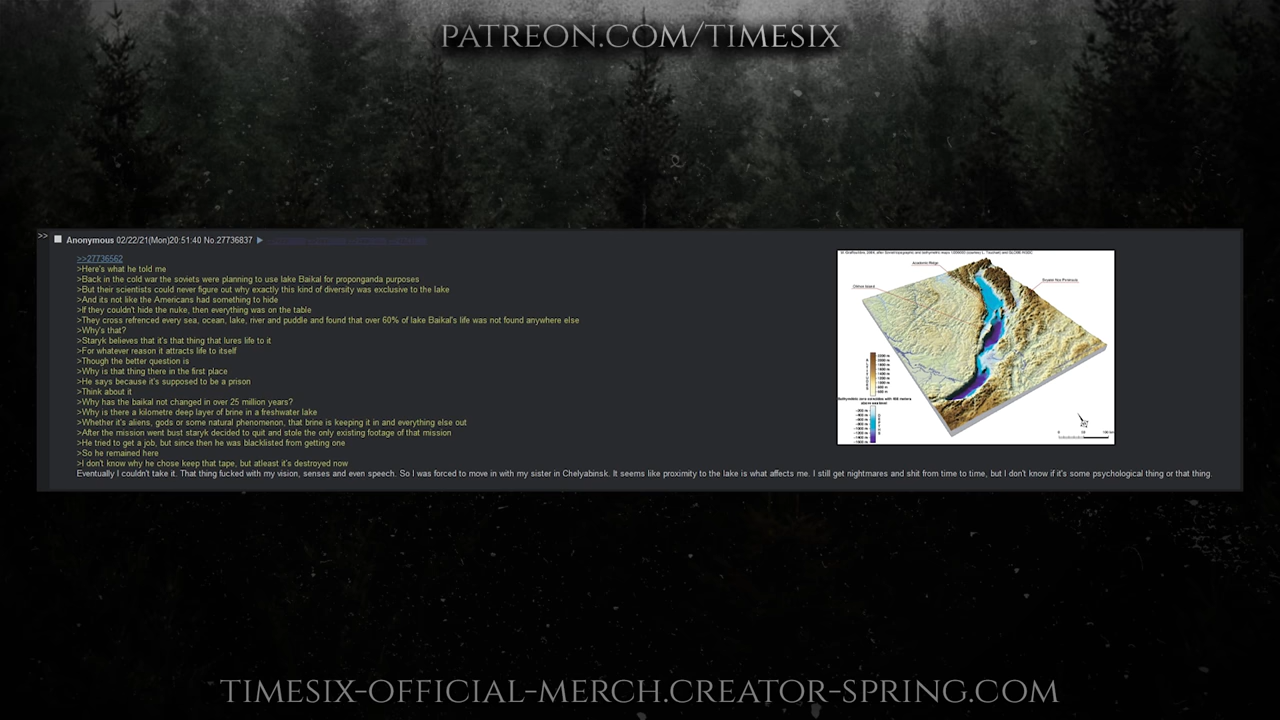 PATREON.COM/TIMESIX
>>
Anonymous 02/22/21(Mon)20:51:40 No.27736837
>>27736562
>Here's what he told me
>Back in the cold war the soviets were planning to use lake Baikal for proponganda purposes
>But their scientists could never figure out why exactly this kind of diversity was exclusive to the lake
>And its not like the Americans had something to hide
>If they couldn't hide the nuke, then everything was on the table
>They cross refrenced every sea, ocean, lake, river and puddle and found that over 60% of lake Baikal's life was not found anywhere else
>Why's that?
>Staryk believes that it's that thing that lures life to it
>For whatever reason it attracts life to itself
>Though the better question is
>Why is that thing there in the first place
>He says because it's supposed to be a prison
>Think about it
>Why has the baikal not changed in over 25 million years?
>Why is there a kilometre deep layer of brine in a freshwater lake
>Whether it's aliens, gods or some natural phenomenon, that brine is keeping it in and everything else out
>After the mission went bust staryk decided to quit and stole the only existing footage of that mission
>He tried to get a job, but since then he was blacklisted from getting one
>So he remained here
>I don't know why he chose keep that tape, but atleast it's destroyed now
Eventually I couldn't take it. That thing fucked with my vision, senses and even speech. So I was forced to move in with my sister in Chelyabinsk. It seems like proximity to the lake is what affects me. I still get nightmares and shit from time to time, but I don't know if it's some psychological thing or that thing.
Academic Ridge
TIMESIX-OFFICIAL-MERCH.CREATOR-SPRING.COM